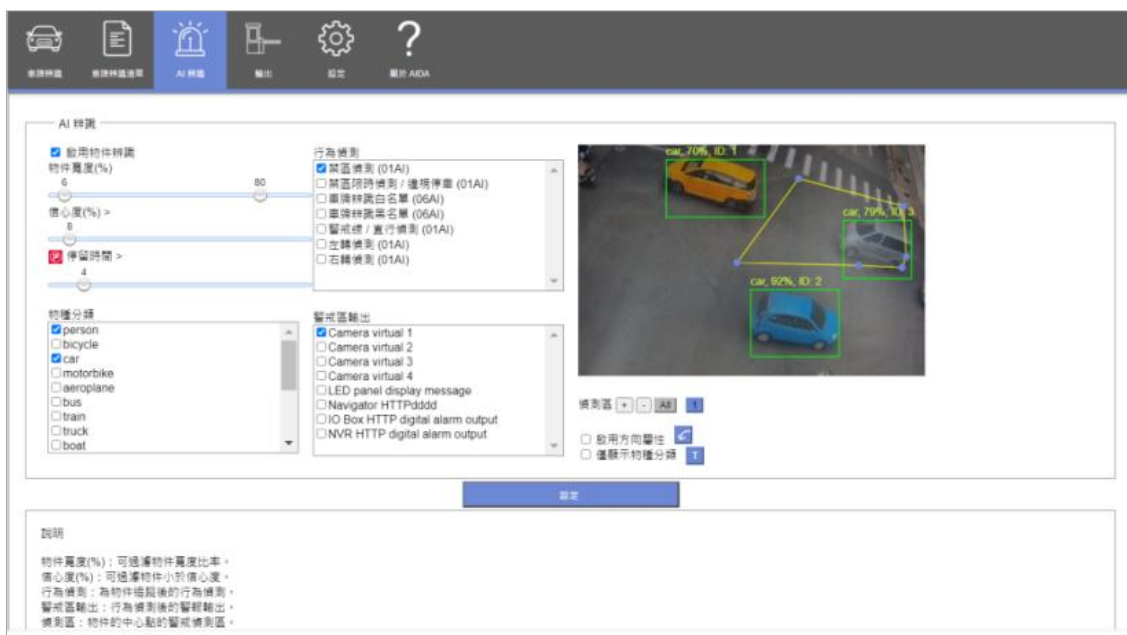 車牌辨識
車牌辨識清單
AI 辨識
輸出
設定
關於 AIDA
AI 辨識
啟用物件辨識
物件寬度(%)
6
80
信心度(%) >
8
停留時間 >
4
行為偵測
禁區偵測 (01AI)
禁區限時偵測 / 違規停車 (01AI)
車牌辨識白名單 (06AI)
車牌辨識黑名單 (06AI)
警戒線 / 直行偵測 (01AI)
左轉偵測 (01AI)
右轉偵測 (01AI)
物種分類
person
bicycle
car
motorbike
aeroplane
bus
train
truck
boat
警戒區輸出
Camera virtual 1
Camera virtual 2
Camera virtual 3
Camera virtual 4
LED panel display message
Navigator HTTPdddd
IO Box HTTP digital alarm output
NVR HTTP digital alarm output
car, 70%, ID: 1
car, 79%, ID: 3
car, 92%, ID: 2
偵測區 + - All 1
啟用方向屬性
僅顯示物種分類 T
設定
說明
物件寬度(%)：可過濾物件寬度比率。
信心度(%)：可過濾物件小於信心度。
行為偵測：為物件追蹤後的行為偵測。
警戒區輸出：行為偵測後的警報輸出。
偵測區：物件的中心點的警戒偵測區。